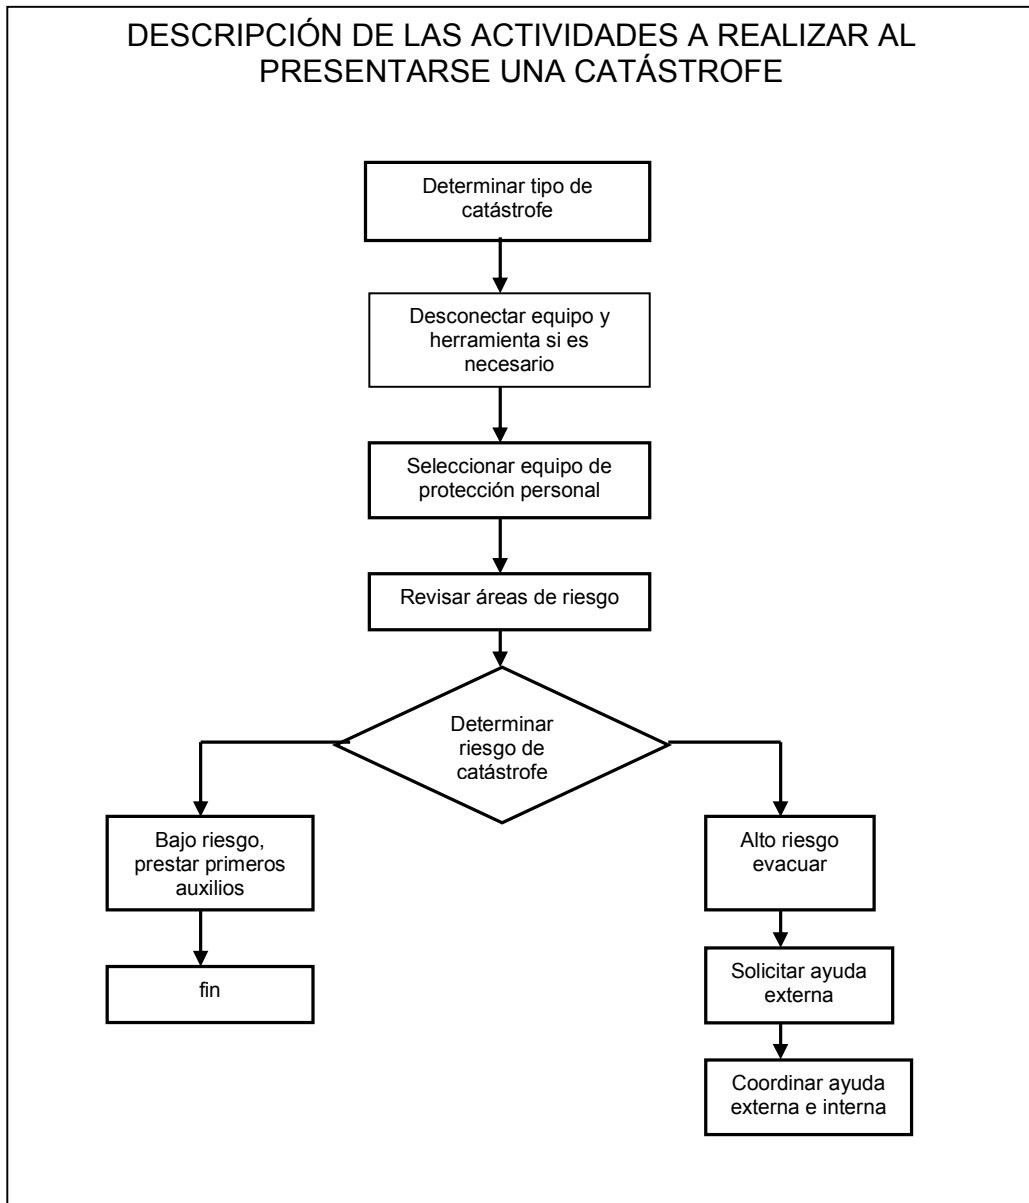 DESCRIPCIÓN DE LAS ACTIVIDADES A REALIZAR AL
PRESENTARSE UNA CATÁSTROFE
Determinar tipo de
catástrofe
Desconectar equipo y
herramienta si es
necesario
Seleccionar equipo de
protección personal
Revisar áreas de riesgo
Determinar
riesgo de
catástrofe
Bajo riesgo,
prestar primeros
auxilios
fin
Alto riesgo
evacuar
Solicitar ayuda
externa
Coordinar ayuda
externa e interna